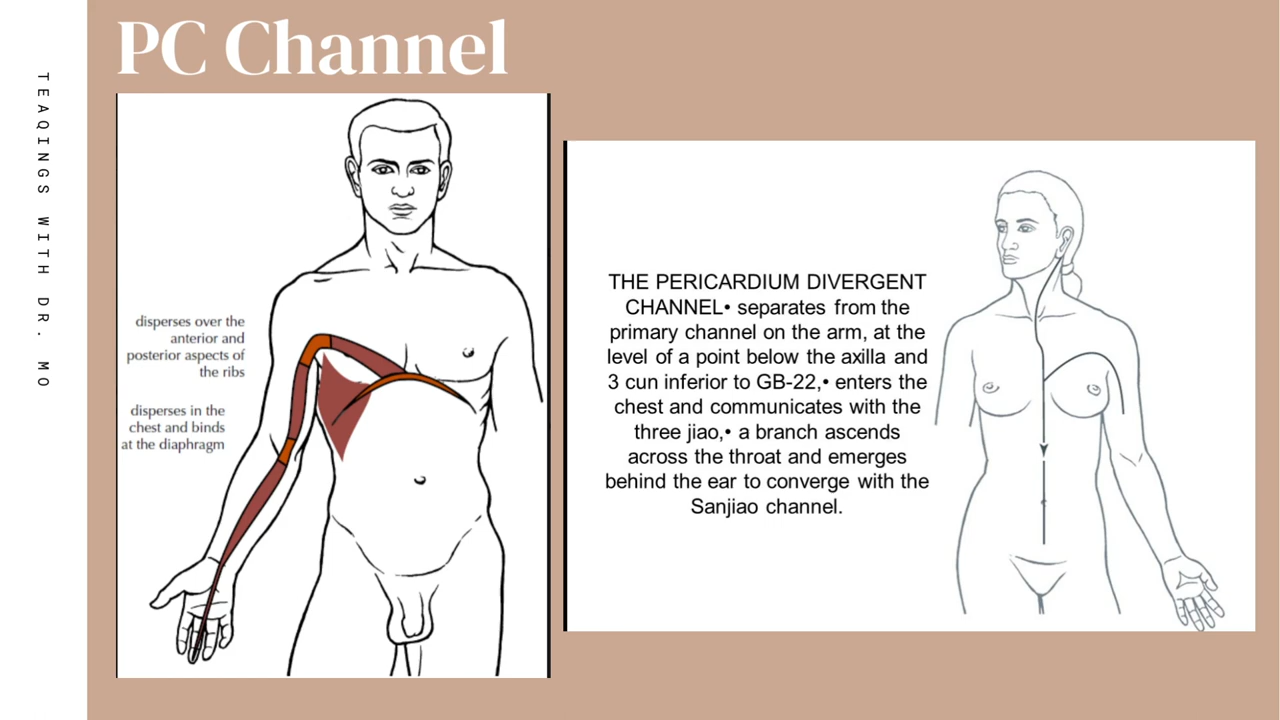 PC Channel
TEAQINGS WITH DR. MO
disperses over the
anterior and
posterior aspects of
the ribs
disperses in the
chest and binds
at the diaphragm
THE PERICARDIUM DIVERGENT
CHANNEL• separates from the
primary channel on the arm, at the
level of a point below the axilla and
3 cun inferior to GB-22,• enters the
chest and communicates with the
three jiao,• a branch ascends
across the throat and emerges
behind the ear to converge with the
Sanjiao channel.